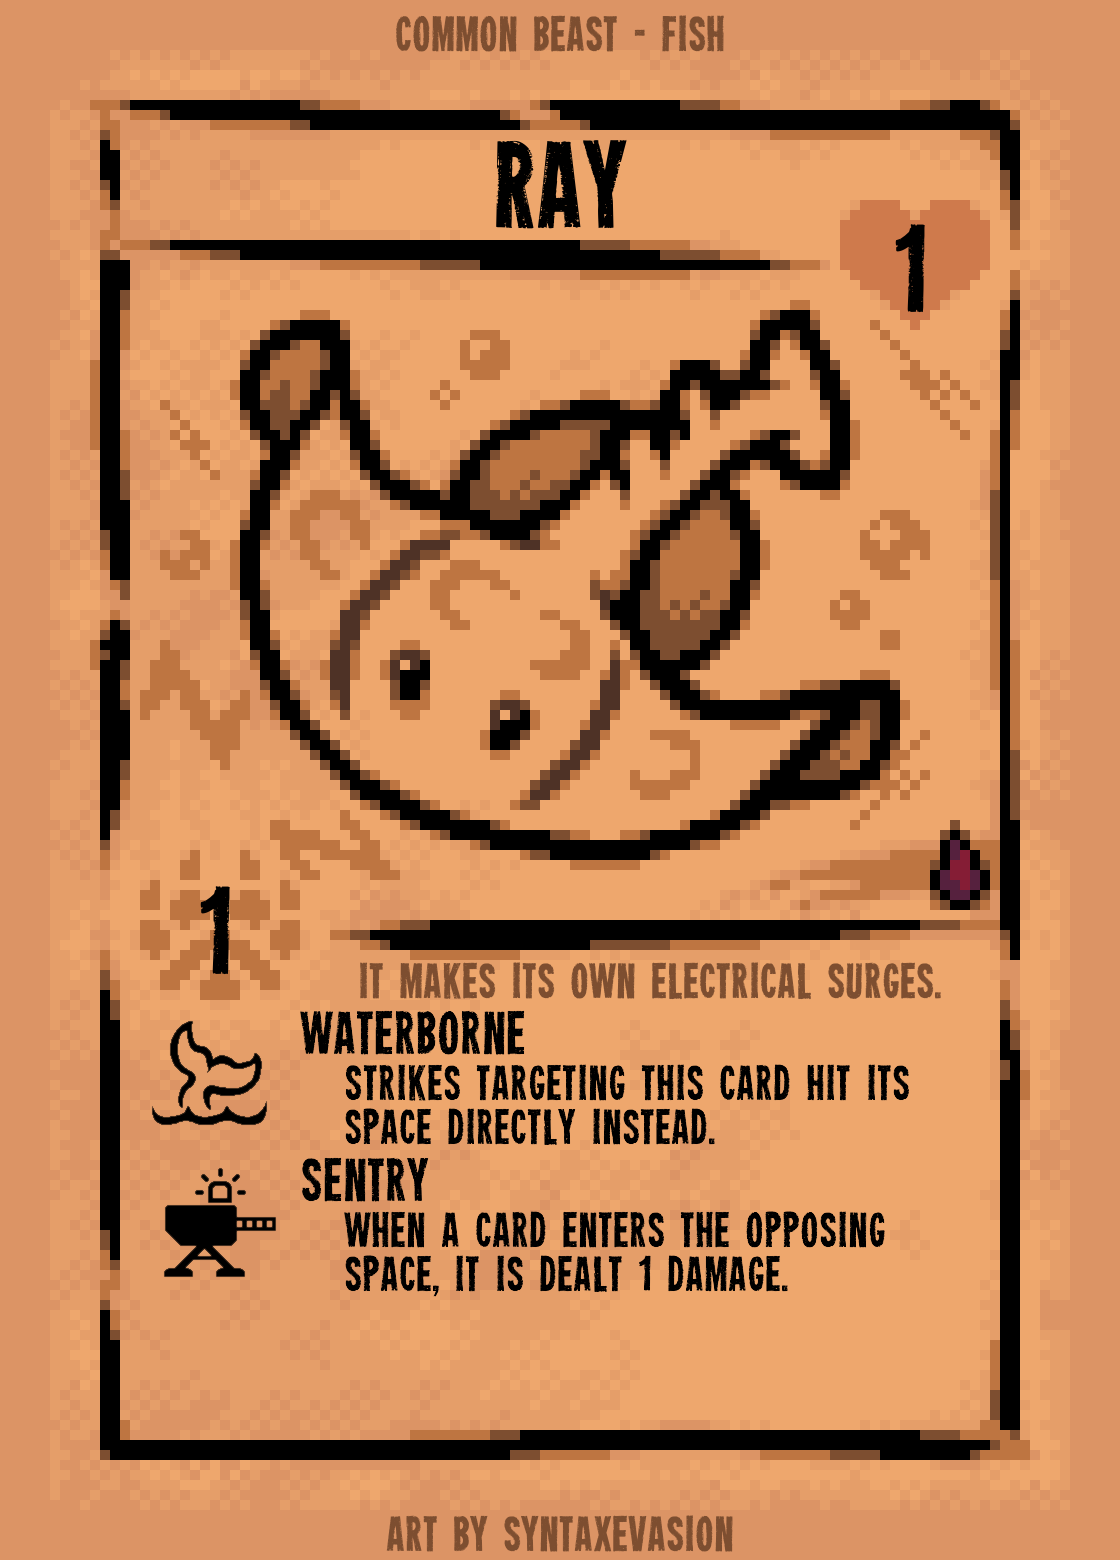 COMMON BEAST - FISH
RAY
1
1
IT MAKES ITS OWN ELECTRICAL SURGES.
WATERBORNE
STRIKES TARGETING THIS CARD HIT ITS
SPACE DIRECTLY INSTEAD.
SENTRY
WHEN A CARD ENTERS THE OPPOSING
SPACE, IT IS DEALT 1 DAMAGE.
ART BY SYNTAXEVASION